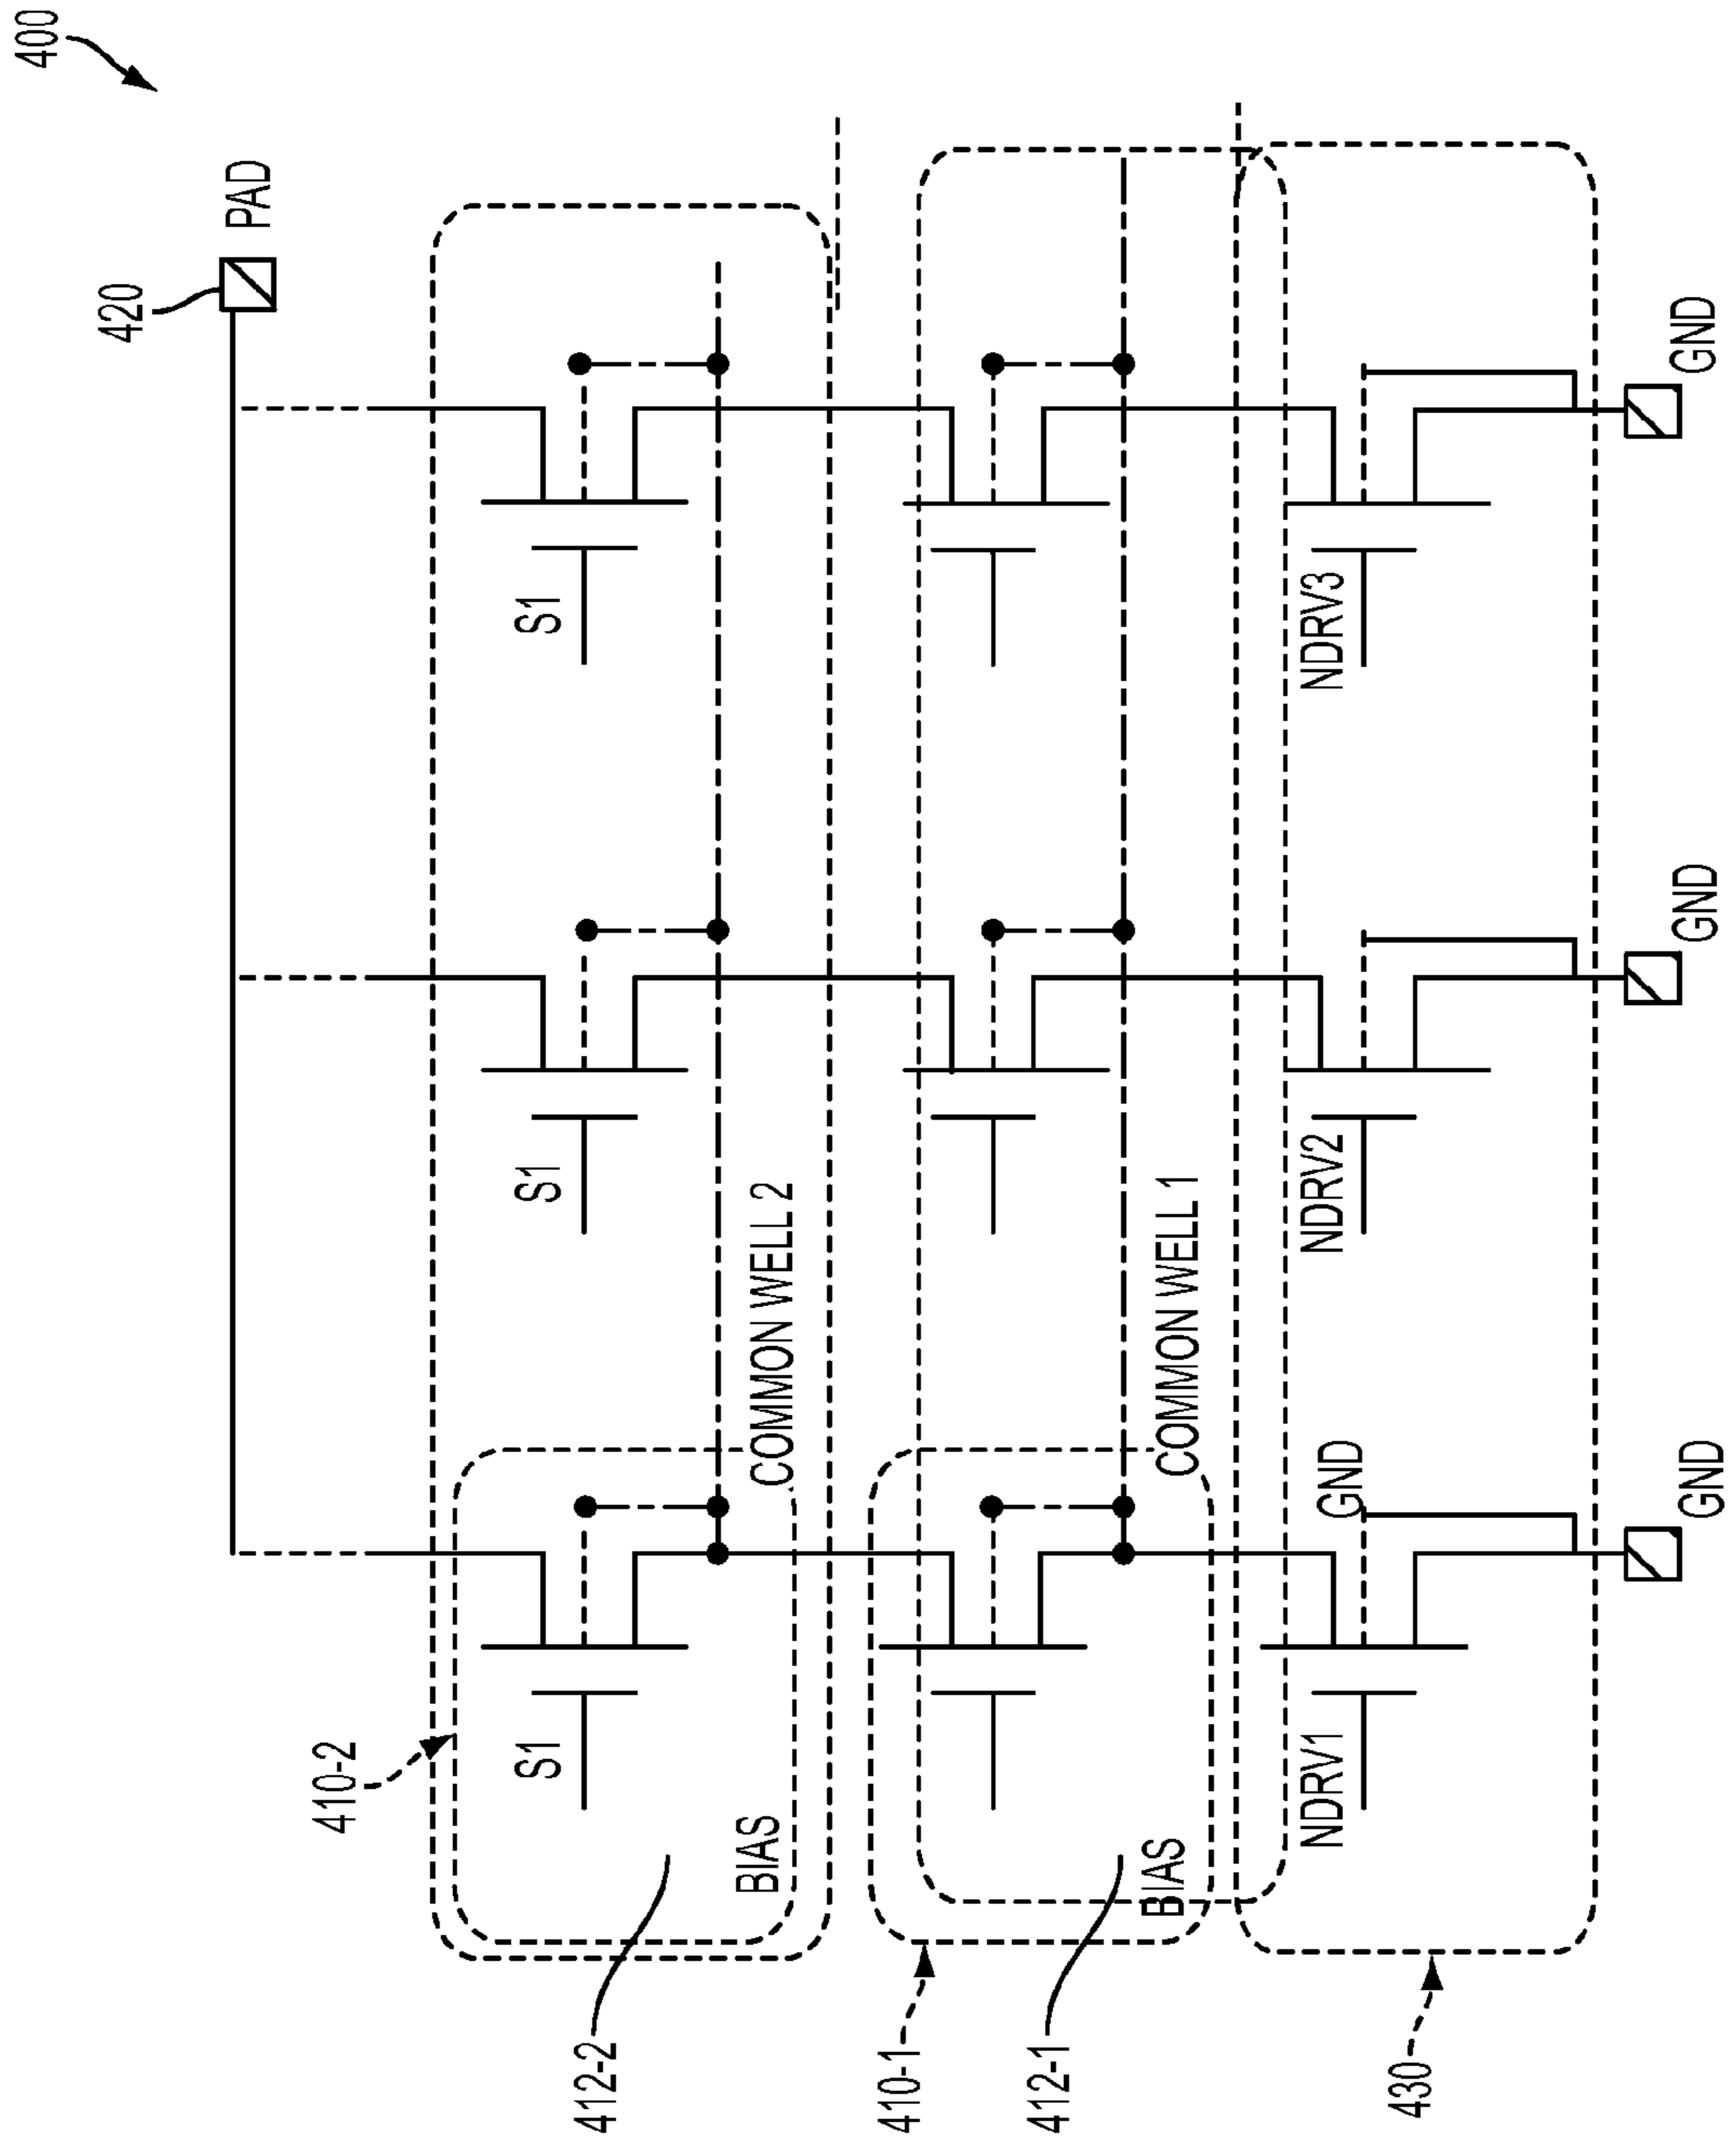 400
420
PAD
410-2
S1
S1
S1
BIAS
COMMON WELL 2
412-2
410-1
BIAS
COMMON WELL 1
412-1
NDRV1
GND
NDRV2
NDRV3
430
GND
GND
GND